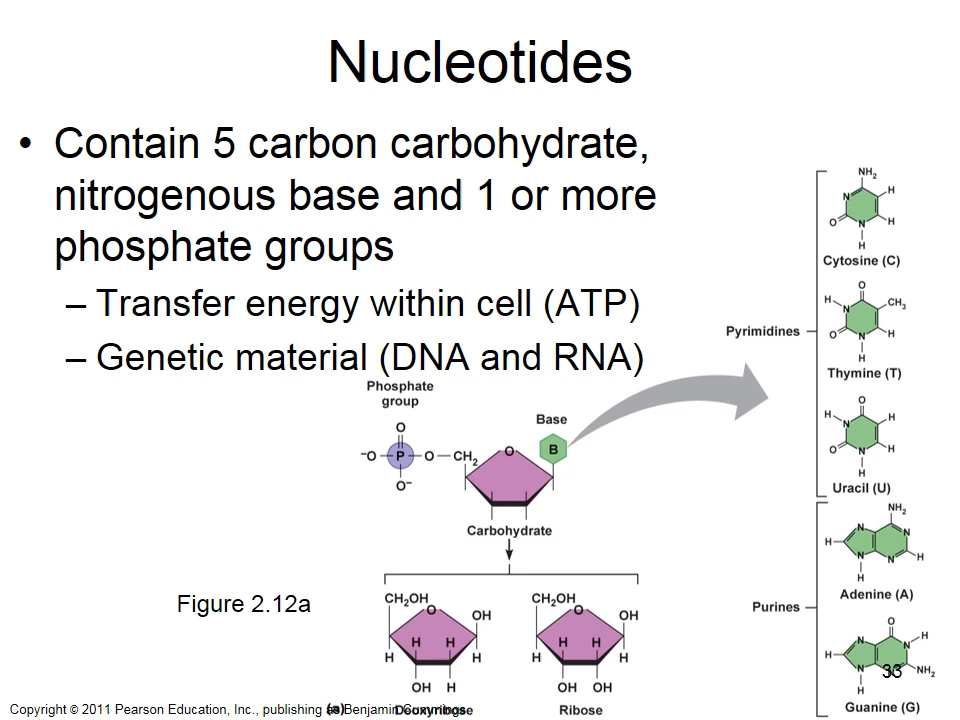 Nucleotides
• Contain 5 carbon carbohydrate,
nitrogenous base and 1 or more
phosphate groups
– Transfer energy within cell (ATP)
– Genetic material (DNA and RNA)
Phosphate
group
Base
O
⁻O
P
O
CH₂
O
B
O⁻
Carbohydrate
Figure 2.12a
CH₂OH
O
OH
H
H
H
H
OH
H
Deoxyribose
CH₂OH
O
OH
H
H
H
H
OH
OH
Ribose
Pyrimidines
NH₂
N
H
O
N
H
H
Cytosine (C)
O
H
N
CH₃
O
N
H
H
Thymine (T)
O
H
N
H
O
N
H
H
Uracil (U)
Purines
NH₂
N
N
H
N
N
H
H
Adenine (A)
O
N
N
H
H
N
N
NH₂
H
Guanine (G)
33
(a)
Copyright © 2011 Pearson Education, Inc., publishing as Benjamin Cummings